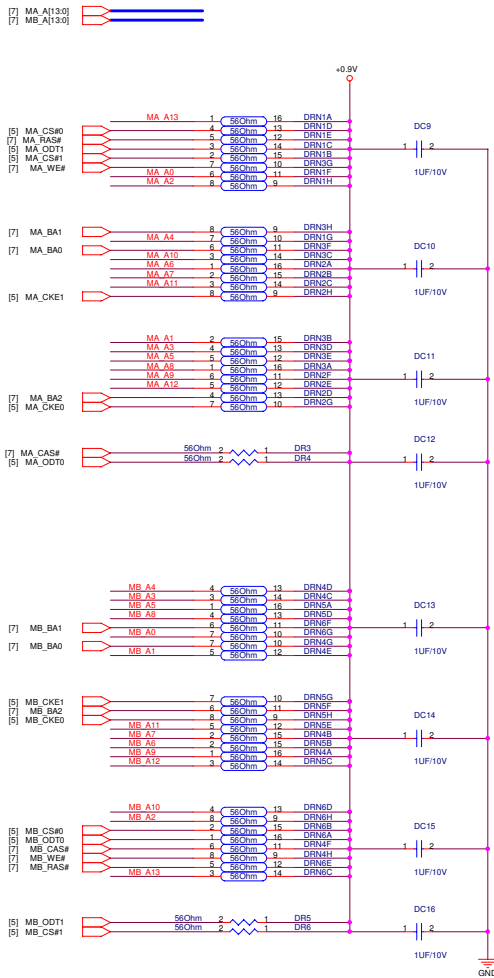 [7] MA_A[13:0]
[7] MB_A[13:0]
+0.9V
MA_A13 1 56Ohm 16 DRN1A
[5] MA_CS#0 4 56Ohm 13 DRN1D
[7] MA_RAS# 5 56Ohm 12 DRN1E
[5] MA_ODT1 3 56Ohm 14 DRN1C
[5] MA_CS#1 2 56Ohm 15 DRN1B
[7] MA_WE# 7 56Ohm 10 DRN3G
MA_A0 6 56Ohm 11 DRN1F
MA_A2 8 56Ohm 9 DRN1H
DC9
1 2
1UF/10V
[7] MA_BA1 8 56Ohm 9 DRN3H
MA_A4 7 56Ohm 10 DRN1G
[7] MA_BA0 6 56Ohm 11 DRN3F
MA_A10 3 56Ohm 14 DRN3C
MA_A6 1 56Ohm 16 DRN2A
MA_A7 2 56Ohm 15 DRN2B
MA_A11 3 56Ohm 14 DRN2C
[5] MA_CKE1 8 56Ohm 9 DRN2H
DC10
1 2
1UF/10V
MA_A1 2 56Ohm 15 DRN3B
MA_A3 4 56Ohm 13 DRN3D
MA_A5 5 56Ohm 12 DRN3E
MA_A8 1 56Ohm 16 DRN3A
MA_A9 6 56Ohm 11 DRN2F
MA_A12 5 56Ohm 12 DRN2E
[7] MA_BA2 4 56Ohm 13 DRN2D
[5] MA_CKE0 7 56Ohm 10 DRN2G
DC11
1 2
1UF/10V
[7] MA_CAS# 56Ohm 2 1 DR3
[5] MA_ODT0 56Ohm 2 1 DR4
DC12
1 2
1UF/10V
MB_A4 4 56Ohm 13 DRN4D
MB_A3 3 56Ohm 14 DRN4C
MB_A5 1 56Ohm 16 DRN5A
MB_A8 4 56Ohm 13 DRN5D
[7] MB_BA1 6 56Ohm 11 DRN6F
MB_A0 7 56Ohm 10 DRN6G
[7] MB_BA0 7 56Ohm 10 DRN4G
MB_A1 5 56Ohm 12 DRN4E
DC13
1 2
1UF/10V
[5] MB_CKE1 7 56Ohm 10 DRN5G
[7] MB_BA2 6 56Ohm 11 DRN5F
[5] MB_CKE0 8 56Ohm 9 DRN5H
MB_A11 5 56Ohm 12 DRN5E
MB_A7 2 56Ohm 15 DRN4B
MB_A6 2 56Ohm 15 DRN5B
MB_A9 1 56Ohm 16 DRN4A
MB_A12 3 56Ohm 14 DRN5C
DC14
1 2
1UF/10V
MB_A10 4 56Ohm 13 DRN6D
MB_A2 8 56Ohm 9 DRN6H
[5] MB_CS#0 2 56Ohm 15 DRN6B
[5] MB_ODT0 1 56Ohm 16 DRN6A
[7] MB_CAS# 6 56Ohm 11 DRN4F
[7] MB_WE# 8 56Ohm 9 DRN4H
[7] MB_RAS# 5 56Ohm 12 DRN6E
MB_A13 3 56Ohm 14 DRN6C
DC15
1 2
1UF/10V
[5] MB_ODT1 56Ohm 2 1 DR5
[5] MB_CS#1 56Ohm 2 1 DR6
DC16
1 2
1UF/10V
GND